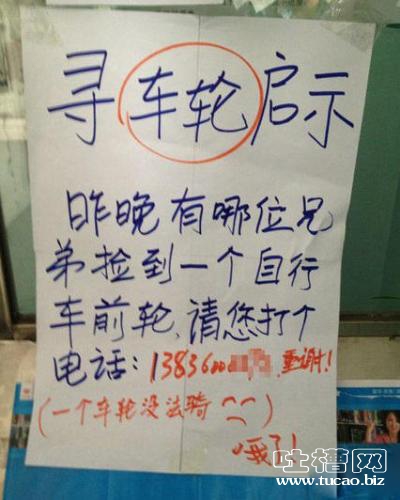 寻车轮启示
昨晚有哪位兄
弟捡到一个自行
车前轮,请您打个
电话:13836 重谢!
(一个车轮没法骑
哦了!
吐槽网
www.tucao.biz